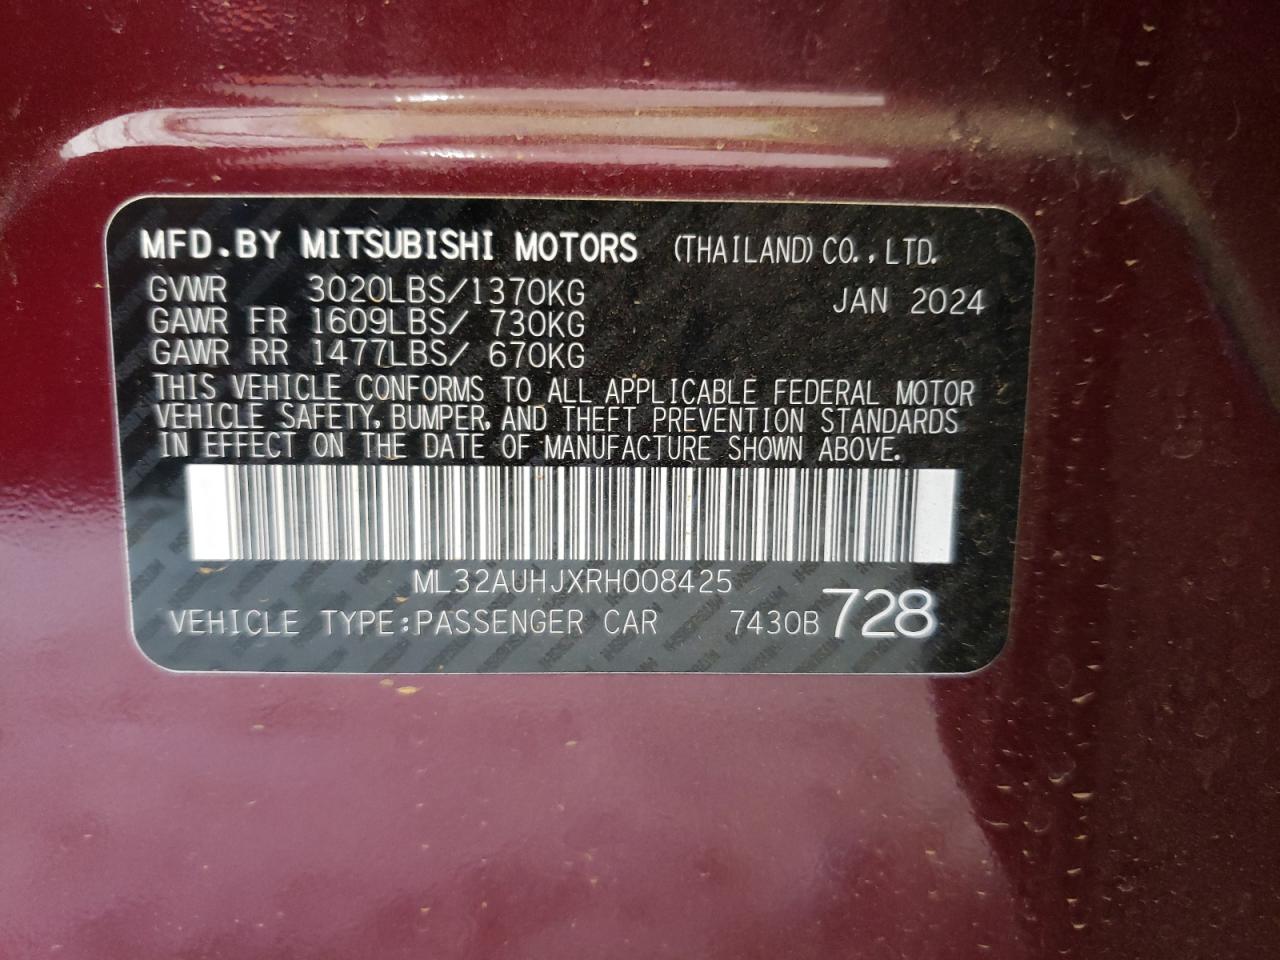 MFD.BY MITSUBISHI MOTORS (THAILAND)CO.,LTD.
GVWR 3020LBS/1370KG JAN 2024
GAWR FR 1609LBS/ 730KG
GAWR RR 1477LBS/ 670KG
THIS VEHICLE CONFORMS TO ALL APPLICABLE FEDERAL MOTOR
VEHICLE SAFETY, BUMPER, AND THEFT PREVENTION STANDARDS
IN EFFECT ON THE DATE OF MANUFACTURE SHOWN ABOVE.
ML32AUHJXRH008425
VEHICLE TYPE:PASSENGER CAR 7430B 728